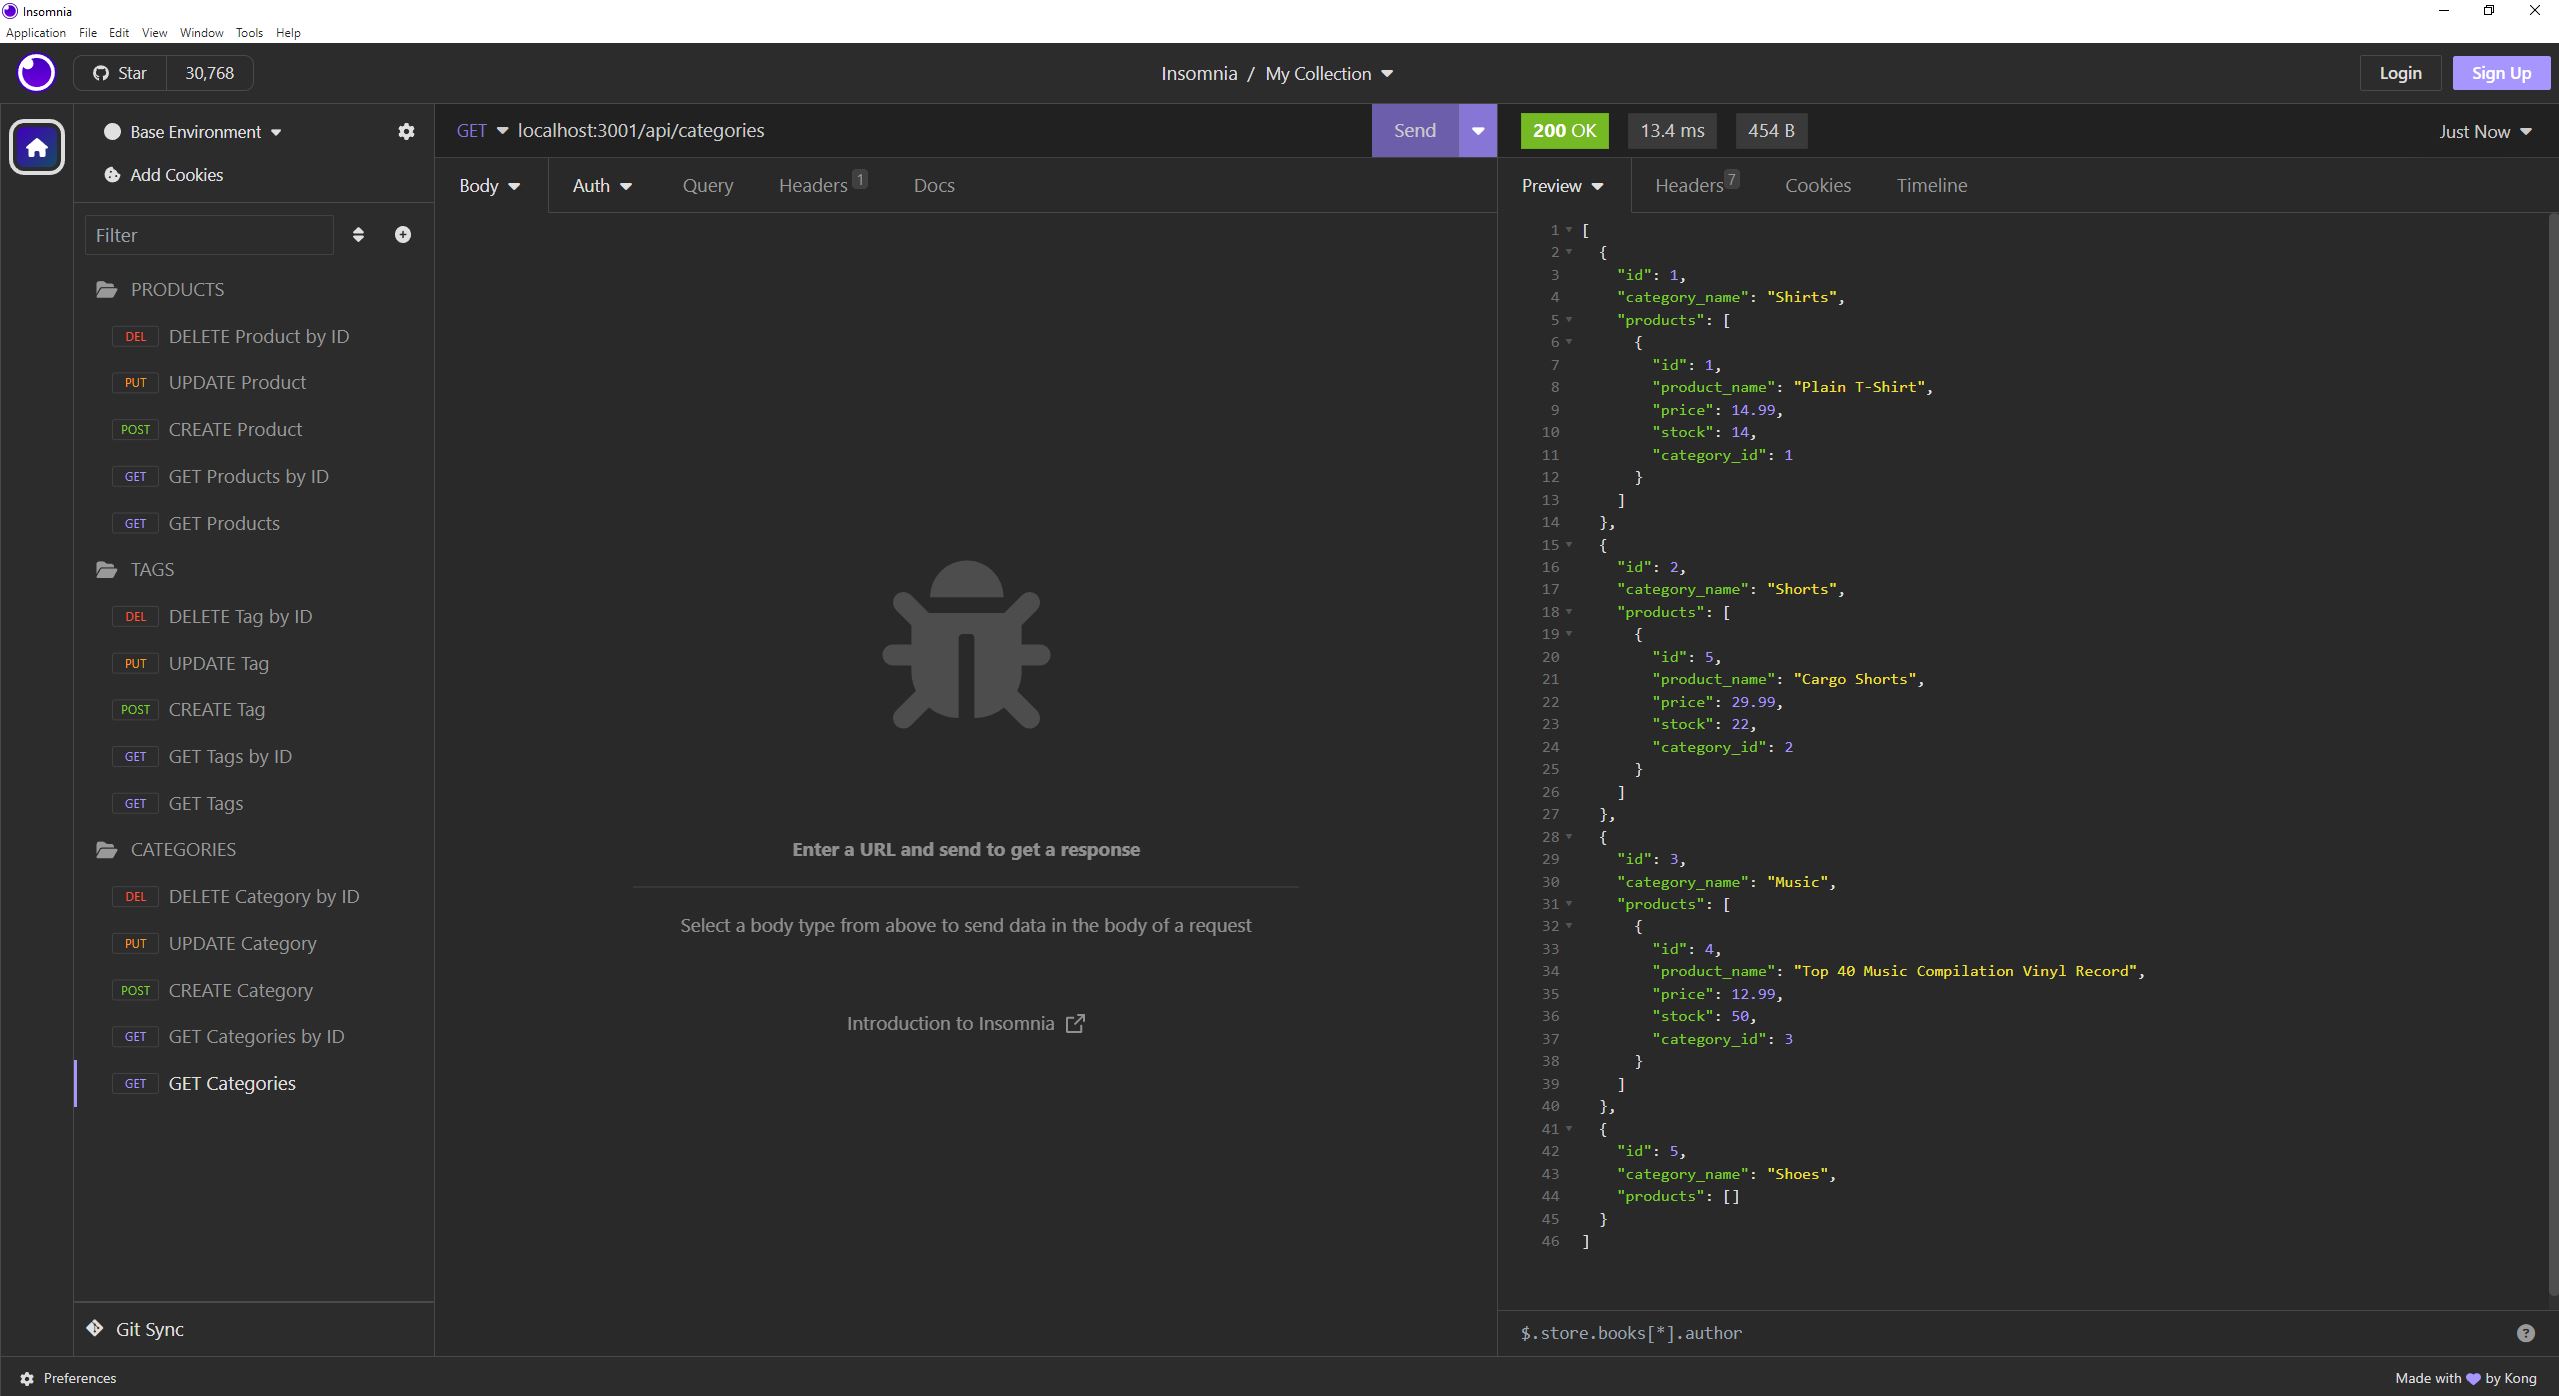 Insomnia
Application File Edit View Window Tools Help
Star 30,768
Insomnia / My Collection
Login Sign Up
Base Environment
Add Cookies
Filter
PRODUCTS
DEL DELETE Product by ID
PUT UPDATE Product
POST CREATE Product
GET GET Products by ID
GET GET Products
TAGS
DEL DELETE Tag by ID
PUT UPDATE Tag
POST CREATE Tag
GET GET Tags by ID
GET GET Tags
CATEGORIES
DEL DELETE Category by ID
PUT UPDATE Category
POST CREATE Category
GET GET Categories by ID
GET GET Categories
Git Sync
Preferences
GET localhost:3001/api/categories Send
Body Auth Query Headers 1 Docs
Enter a URL and send to get a response
Select a body type from above to send data in the body of a request
Introduction to Insomnia
200 OK 13.4 ms 454 B Just Now
Preview Headers 7 Cookies Timeline
1 [
2 {
3 "id": 1,
4 "category_name": "Shirts",
5 "products": [
6 {
7 "id": 1,
8 "product_name": "Plain T-Shirt",
9 "price": 14.99,
10 "stock": 14,
11 "category_id": 1
12 }
13 ]
14 },
15 {
16 "id": 2,
17 "category_name": "Shorts",
18 "products": [
19 {
20 "id": 5,
21 "product_name": "Cargo Shorts",
22 "price": 29.99,
23 "stock": 22,
24 "category_id": 2
25 }
26 ]
27 },
28 {
29 "id": 3,
30 "category_name": "Music",
31 "products": [
32 {
33 "id": 4,
34 "product_name": "Top 40 Music Compilation Vinyl Record",
35 "price": 12.99,
36 "stock": 50,
37 "category_id": 3
38 }
39 ]
40 },
41 {
42 "id": 5,
43 "category_name": "Shoes",
44 "products": []
45 }
46 ]
$.store.books[*].author
?
Made with 💜 by Kong